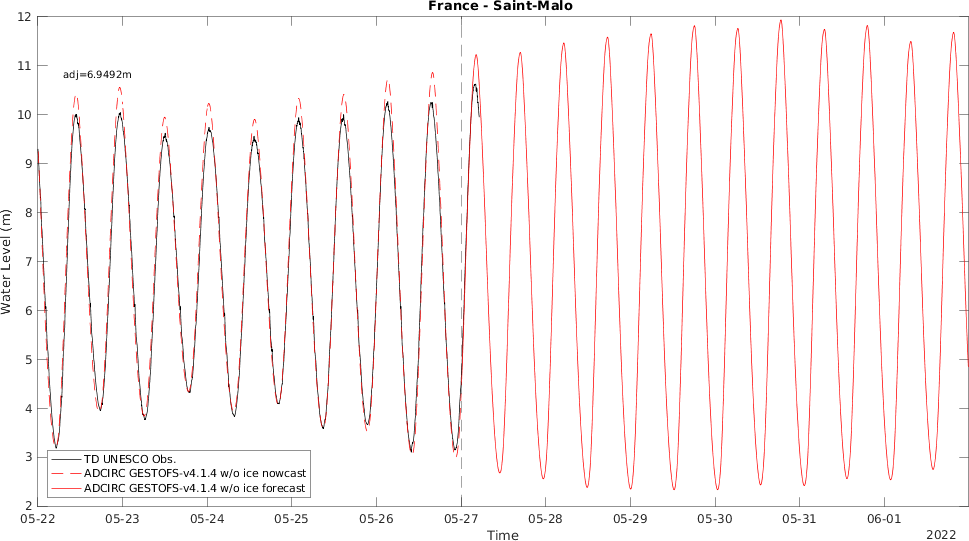 France - Saint-Malo
12
11
adj=6.9492m
10
9
8
7
6
5
4
3
2
Water Level (m)
TD UNESCO Obs.
ADCIRC GESTOFS-v4.1.4 w/o ice nowcast
ADCIRC GESTOFS-v4.1.4 w/o ice forecast
05-22 05-23 05-24 05-25 05-26 05-27 05-28 05-29 05-30 05-31 06-01
Time
2022